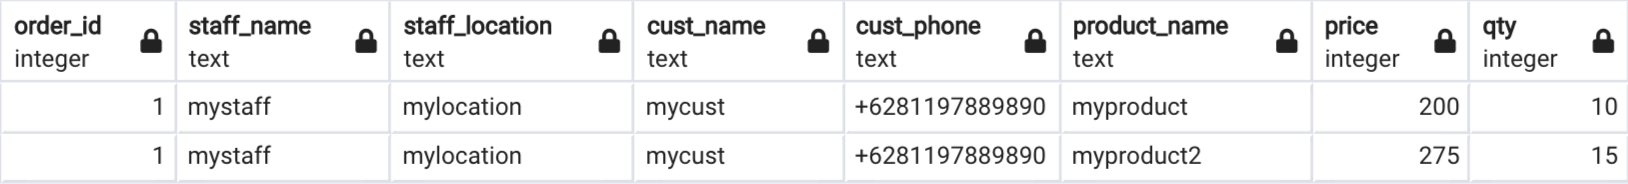 order_id staff_name staff_location cust_name cust_phone product_name price qty
integer text text text text text integer integer
1 mystaff mylocation mycust +6281197889890 myproduct 200 10
1 mystaff mylocation mycust +6281197889890 myproduct2 275 15